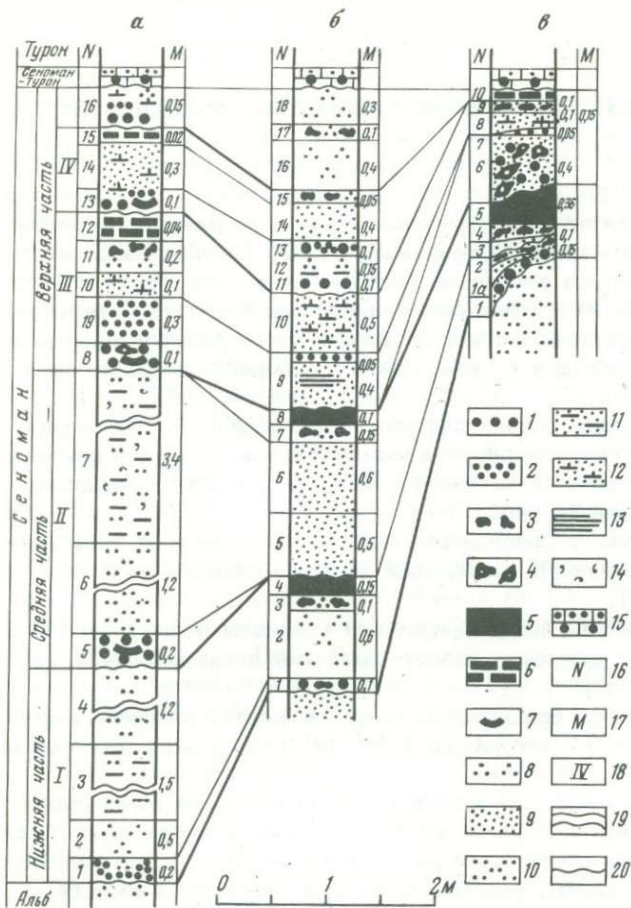 а б в
Турон N M N M N M
Сеноман-Турон
Сеноман
Верхняя часть
Средняя часть
Нижняя часть
IV
III
II
I
16 0,15
15 0,02
14 0,3
13 0,1
12 0,04
11 0,2
10 0,1
19 0,3
8 0,1
7 3,4
6 1,2
5 0,2
4 1,2
3 1,5
2 0,5
1 0,2
Альб
18 0,3
17 0,1
16 0,4
15 0,05
14 0,4
13 0,1
12 0,15
11 0,1
10 0,5
0,05
9 0,4
8 0,1
7 0,15
6 0,6
5 0,5
4 0,15
3 0,1
2 0,6
1 0,1
10 0,1
9 0,1 0,15
8 0,05
7
6 0,4
5 0,36
4 0,1
3 0,15
2
1а
1
1 11
2 12
3 13
4 14
5 15
6 N 16
7 M 17
8 IV 18
9 19
10 20
0 1 2 м